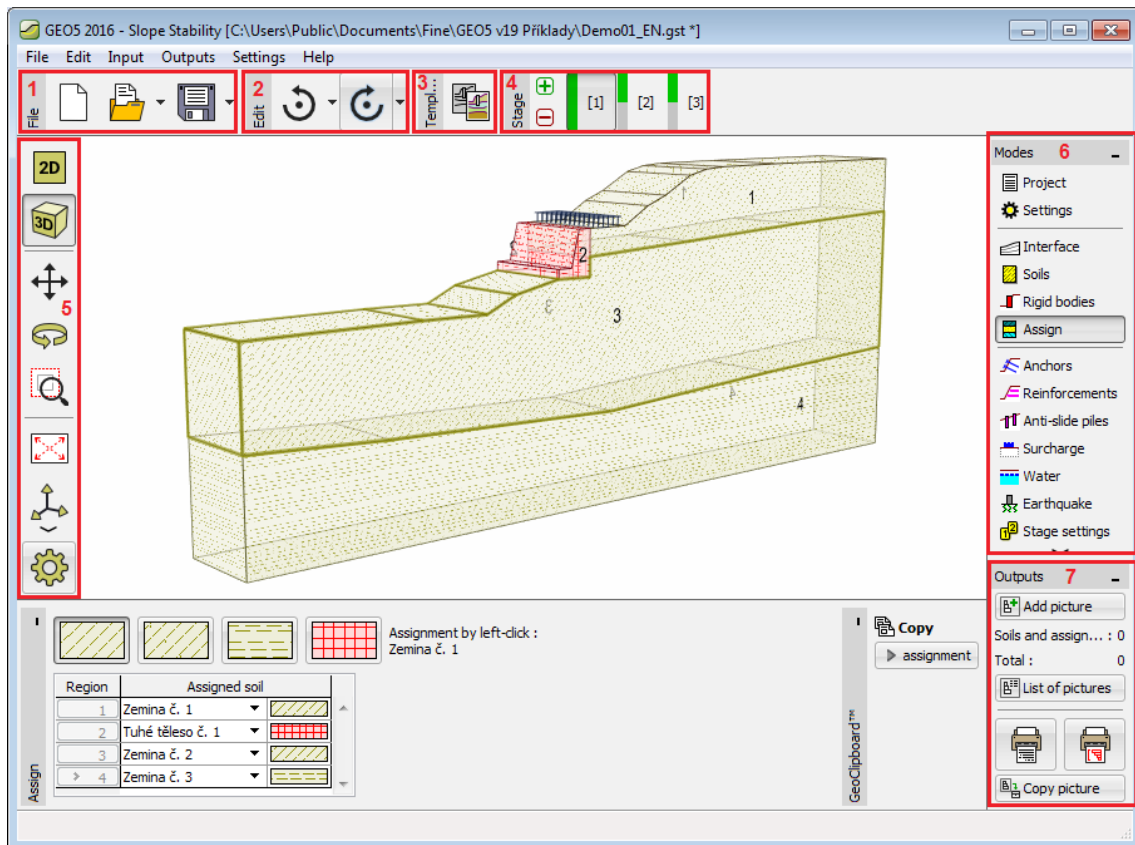 GEO5 2016 - Slope Stability [C:\Users\Public\Documents\Fine\GEO5 v19 Příklady\Demo01_EN.gst *]
File Edit Input Outputs Settings Help
1 File
2 Edit
3 Templ...
4 Stage [1] [2] [3]
2D
3D
5
1
1
2
2
3
3
4
4
Modes 6
Project
Settings
Interface
Soils
Rigid bodies
Assign
Anchors
Reinforcements
Anti-slide piles
Surcharge
Water
Earthquake
Stage settings
Outputs 7
Add picture
Soils and assign... : 0
Total : 0
List of pictures
Copy picture
Assign
Assignment by left-click :
Zemina č. 1
Region Assigned soil
1 Zemina č. 1
2 Tuhé těleso č. 1
3 Zemina č. 2
> 4 Zemina č. 3
GeoClipboard™
Copy
assignment